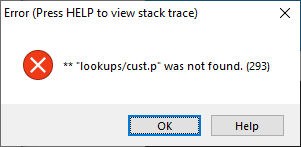 Error (Press HELP to view stack trace)
** "lookups/cust.p" was not found. (293)
OK
Help